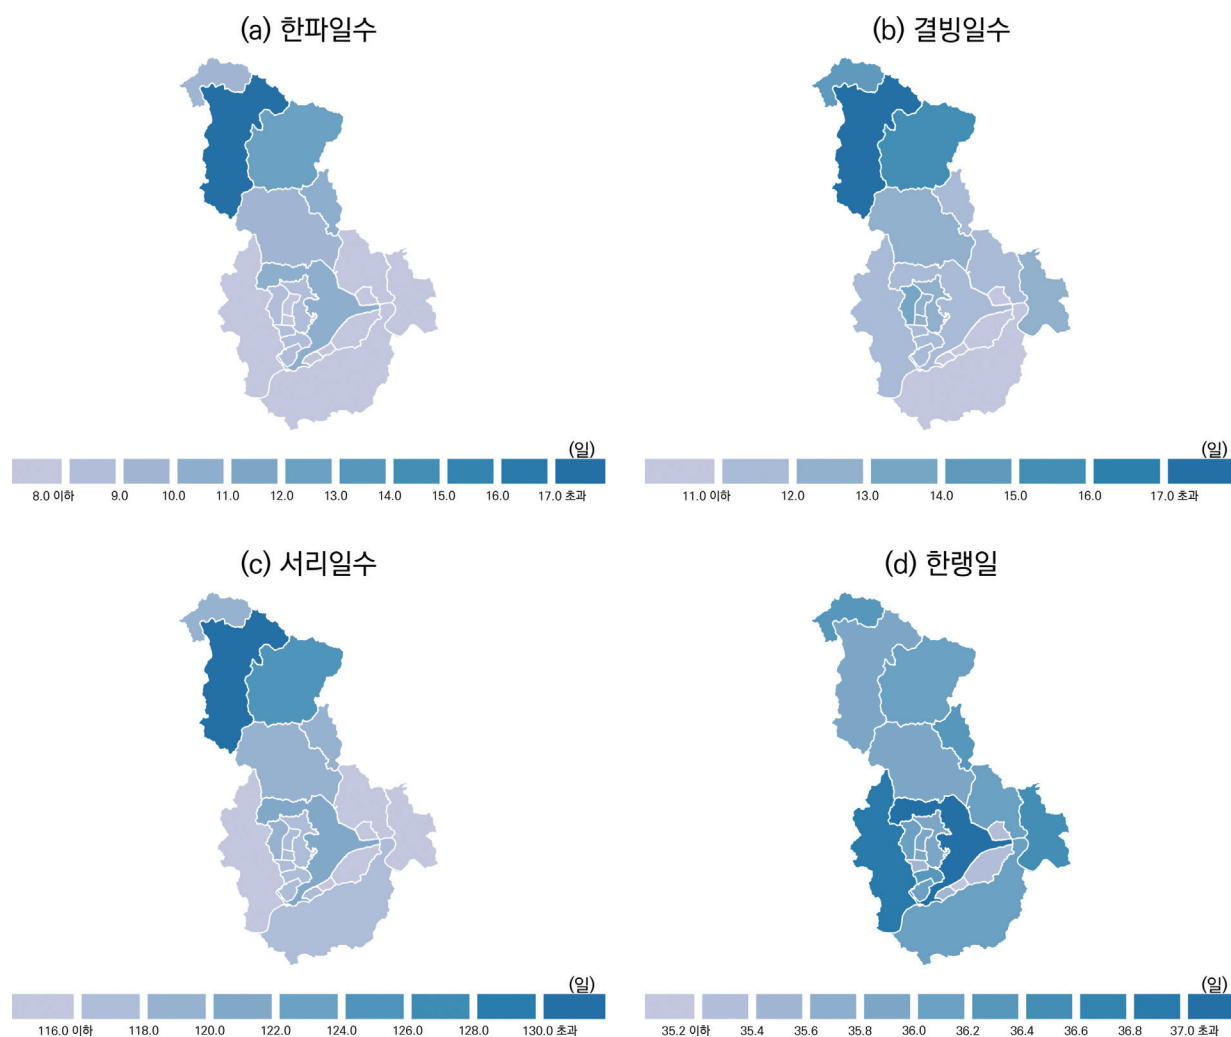 (a) 한파일수
(b) 결빙일수
(일)
8.0 이하 9.0 10.0 11.0 12.0 13.0 14.0 15.0 16.0 17.0 초과
(일)
11.0 이하 12.0 13.0 14.0 15.0 16.0 17.0 초과
(c) 서리일수
(d) 한랭일
(일)
116.0 이하 118.0 120.0 122.0 124.0 126.0 128.0 130.0 초과
(일)
35.2 이하 35.4 35.6 35.8 36.0 36.2 36.4 36.6 36.8 37.0 초과